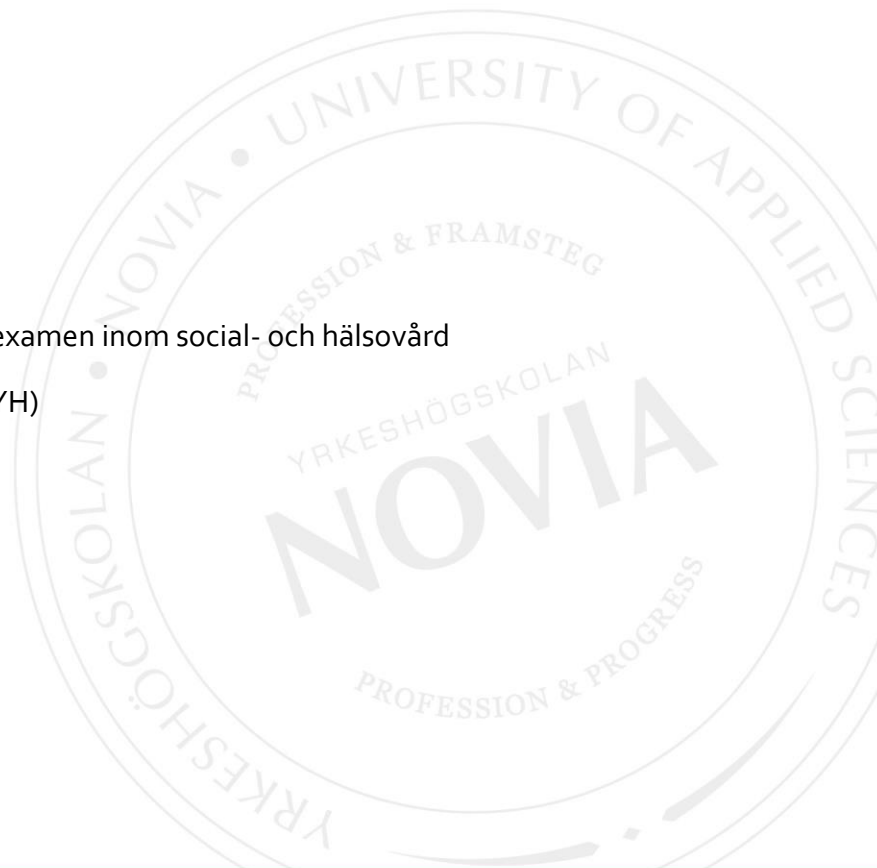 YRKESHÖGSKOLAN • NOVIA • UNIVERSITY OF APPLIED SCIENCES
PROFESSION & FRAMSTEG
examen inom social- och hälsovård
YH)
YRKESHÖGSKOLAN
NOVIA
PROFESSION & PROGRESS